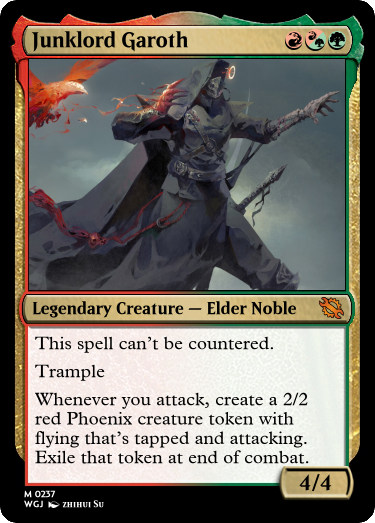 Junklord Garoth
Legendary Creature — Elder Noble
This spell can't be countered.
Trample
Whenever you attack, create a 2/2
red Phoenix creature token with
flying that's tapped and attacking.
Exile that token at end of combat.
4/4
M 0237
WGJ zhihui Su